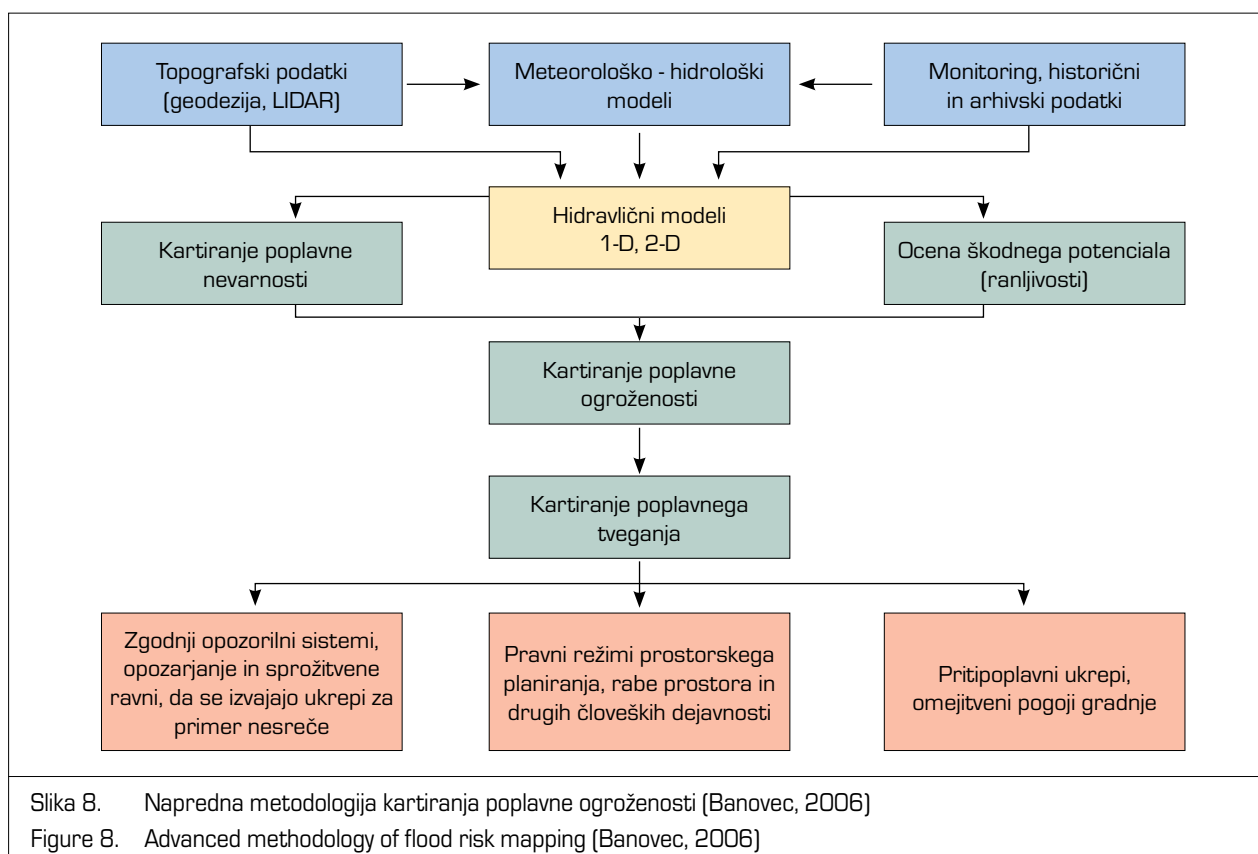 Topografski podatki
(geodezija, LIDAR)
Meteorološko - hidrološki
modeli
Monitoring, historični
in arhivski podatki
Hidravlični modeli
1-D, 2-D
Kartiranje poplavne
nevarnosti
Ocena škodnega potenciala
(ranljivosti)
Kartiranje poplavne
ogroženosti
Kartiranje poplavnega
tveganja
Zgodnji opozorilni sistemi,
opozarjanje in sprožitvene
ravni, da se izvajajo ukrepi za
primer nesreče
Pravni režimi prostorskega
planiranja, rabe prostora in
drugih človeških dejavnosti
Pritipoplavni ukrepi,
omejitveni pogoji gradnje
Slika 8. Napredna metodologija kartiranja poplavne ogroženosti (Banovec, 2006)
Figure 8. Advanced methodology of flood risk mapping (Banovec, 2006)